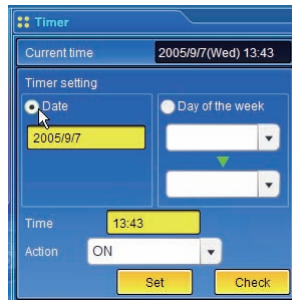 Timer
Current time 2005/9/7(Wed) 13:43
Timer setting
Date Day of the week
2005/9/7
Time 13:43
Action ON
Set Check